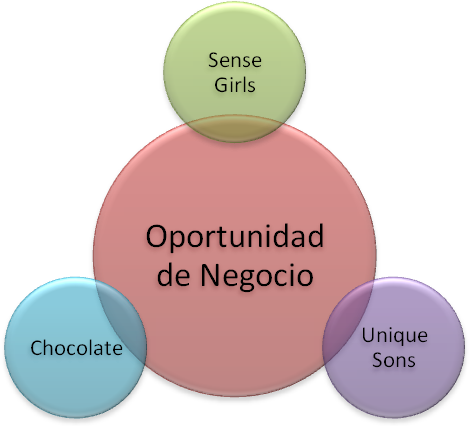 Sense
Girls
Oportunidad
de Negocio
Chocolate
Unique
Sons